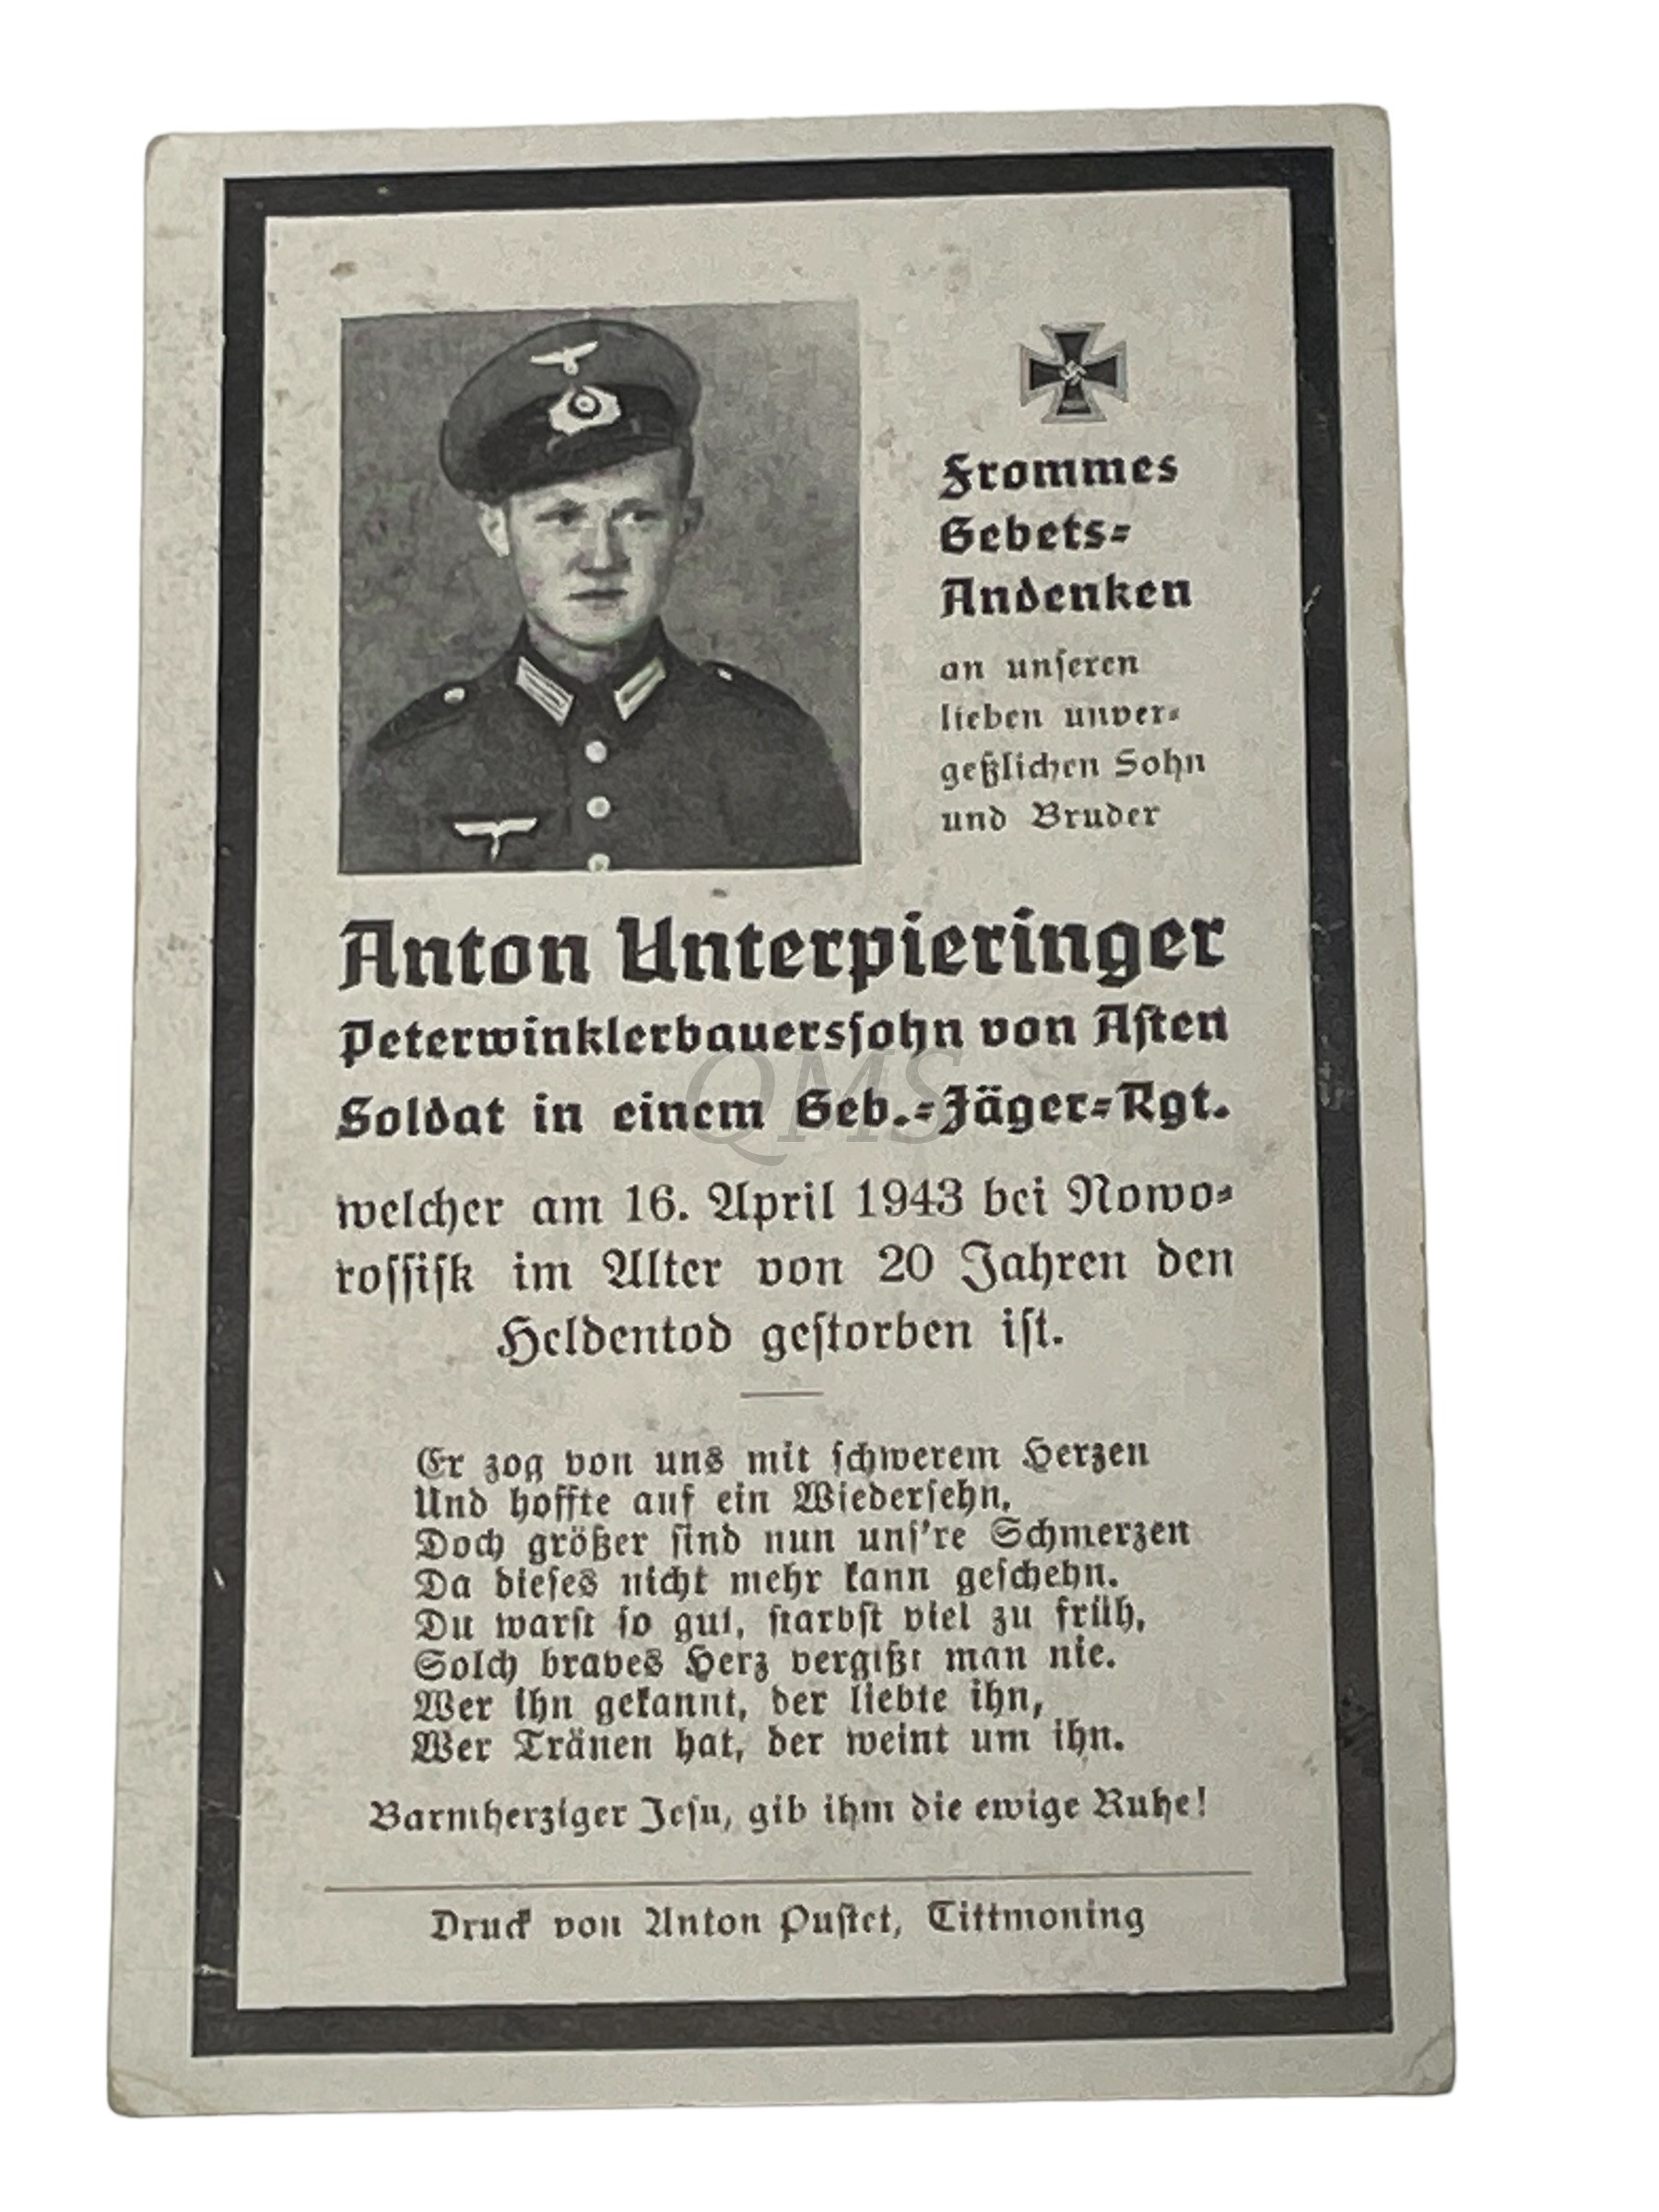 Frommes
Gebets-
Andenken
an unseren
lieben unver-
geßlichen Sohn
und Bruder
Anton Unterpieringer
Peterwinklerbauerssohn von Asten
Soldat in einem Geb.-Jäger-Rgt.
QMS
welcher am 16. April 1943 bei Nowo-
rossisk im Alter von 20 Jahren den
Heldentod gestorben ist.
Er zog von uns mit schwerem Herzen
Und hoffte auf ein Wiedersehn,
Doch größer sind nun uns're Schmerzen
Da dieses nicht mehr kann geschehn.
Du warst so gut, starbst viel zu früh,
Solch braves Herz vergißt man nie.
Wer ihn gekannt, der liebte ihn,
Wer Tränen hat, der weint um ihn.
Barmherziger Jesu, gib ihm die ewige Ruhe!
Druck von Anton Pustet, Tittmoning